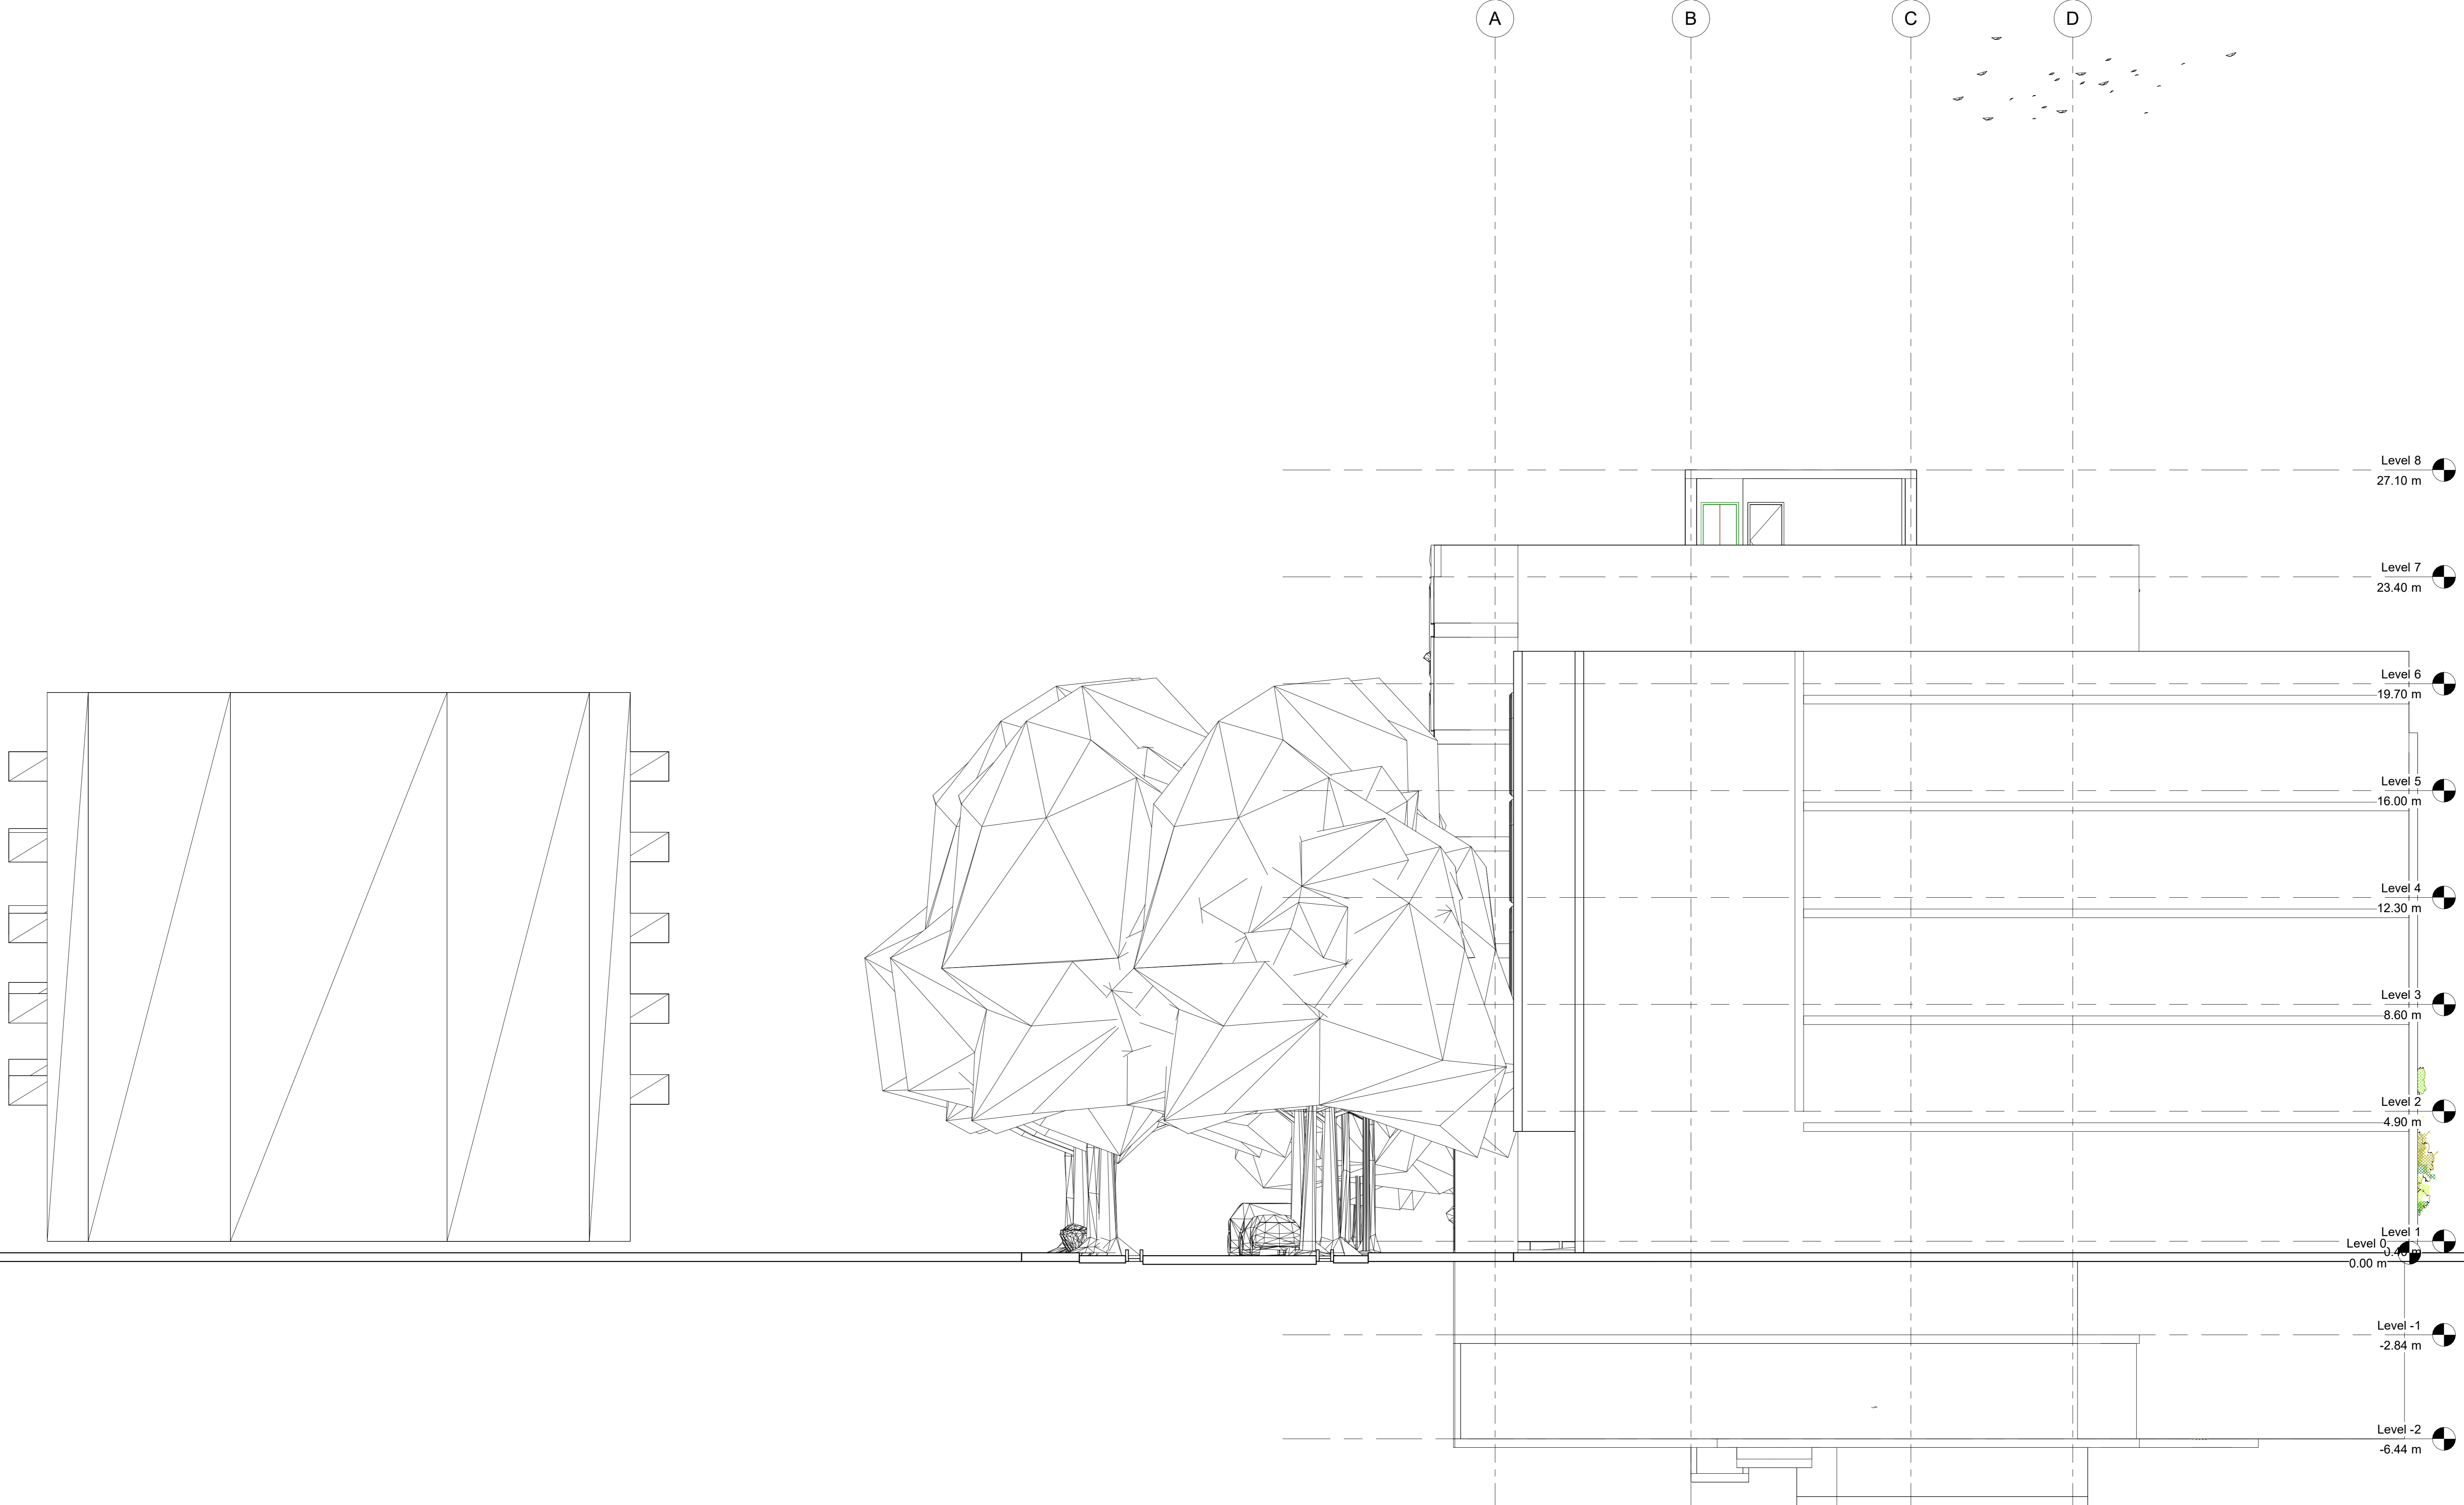 A B C D
Level 8
27.10 m
Level 7
23.40 m
Level 6
19.70 m
Level 5
16.00 m
Level 4
12.30 m
Level 3
8.60 m
Level 2
4.90 m
Level 1
Level 0
0.00 m
Level -1
-2.84 m
Level -2
-6.44 m